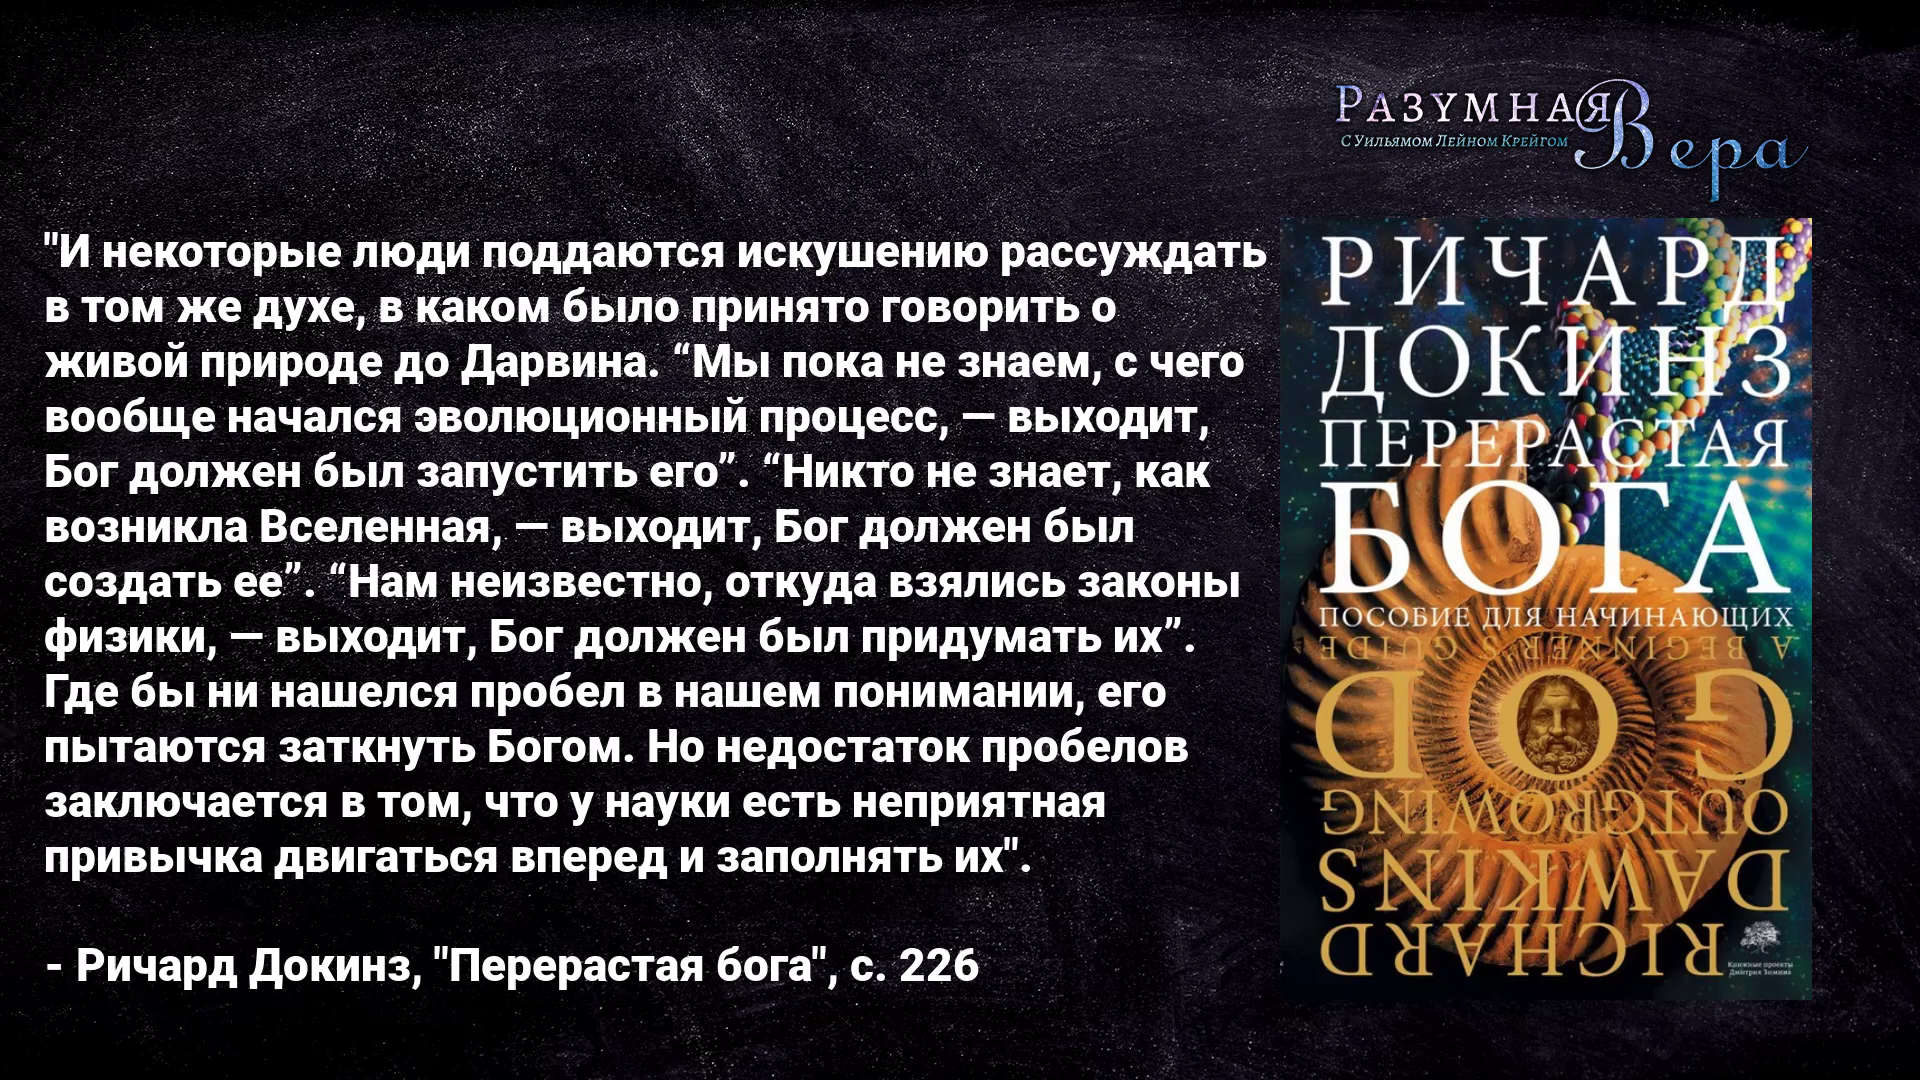 РАЗУМНАЯ Вера
С УИЛЬЯМОМ ЛЕЙНОМ КРЕЙГОМ
"И некоторые люди поддаются искушению рассуждать
в том же духе, в каком было принято говорить о
живой природе до Дарвина. “Мы пока не знаем, с чего
вообще начался эволюционный процесс, — выходит,
Бог должен был запустить его”. “Никто не знает, как
возникла Вселенная, — выходит, Бог должен был
создать ее”. “Нам неизвестно, откуда взялись законы
физики, — выходит, Бог должен был придумать их”.
Где бы ни нашелся пробел в нашем понимании, его
пытаются заткнуть Богом. Но недостаток пробелов
заключается в том, что у науки есть неприятная
привычка двигаться вперед и заполнять их".
- Ричард Докинз, "Перерастая бога", с. 226
РИЧАРД
ДОКИНЗ
ПЕРЕРАСТАЯ
БОГА
ПОСОБИЕ ДЛЯ НАЧИНАЮЩИХ
A BEGINNER'S GUIDE
GOD
OUTGROWING
DAWKINS
RICHARD
Книжные проекты
Дмитрия Зимина